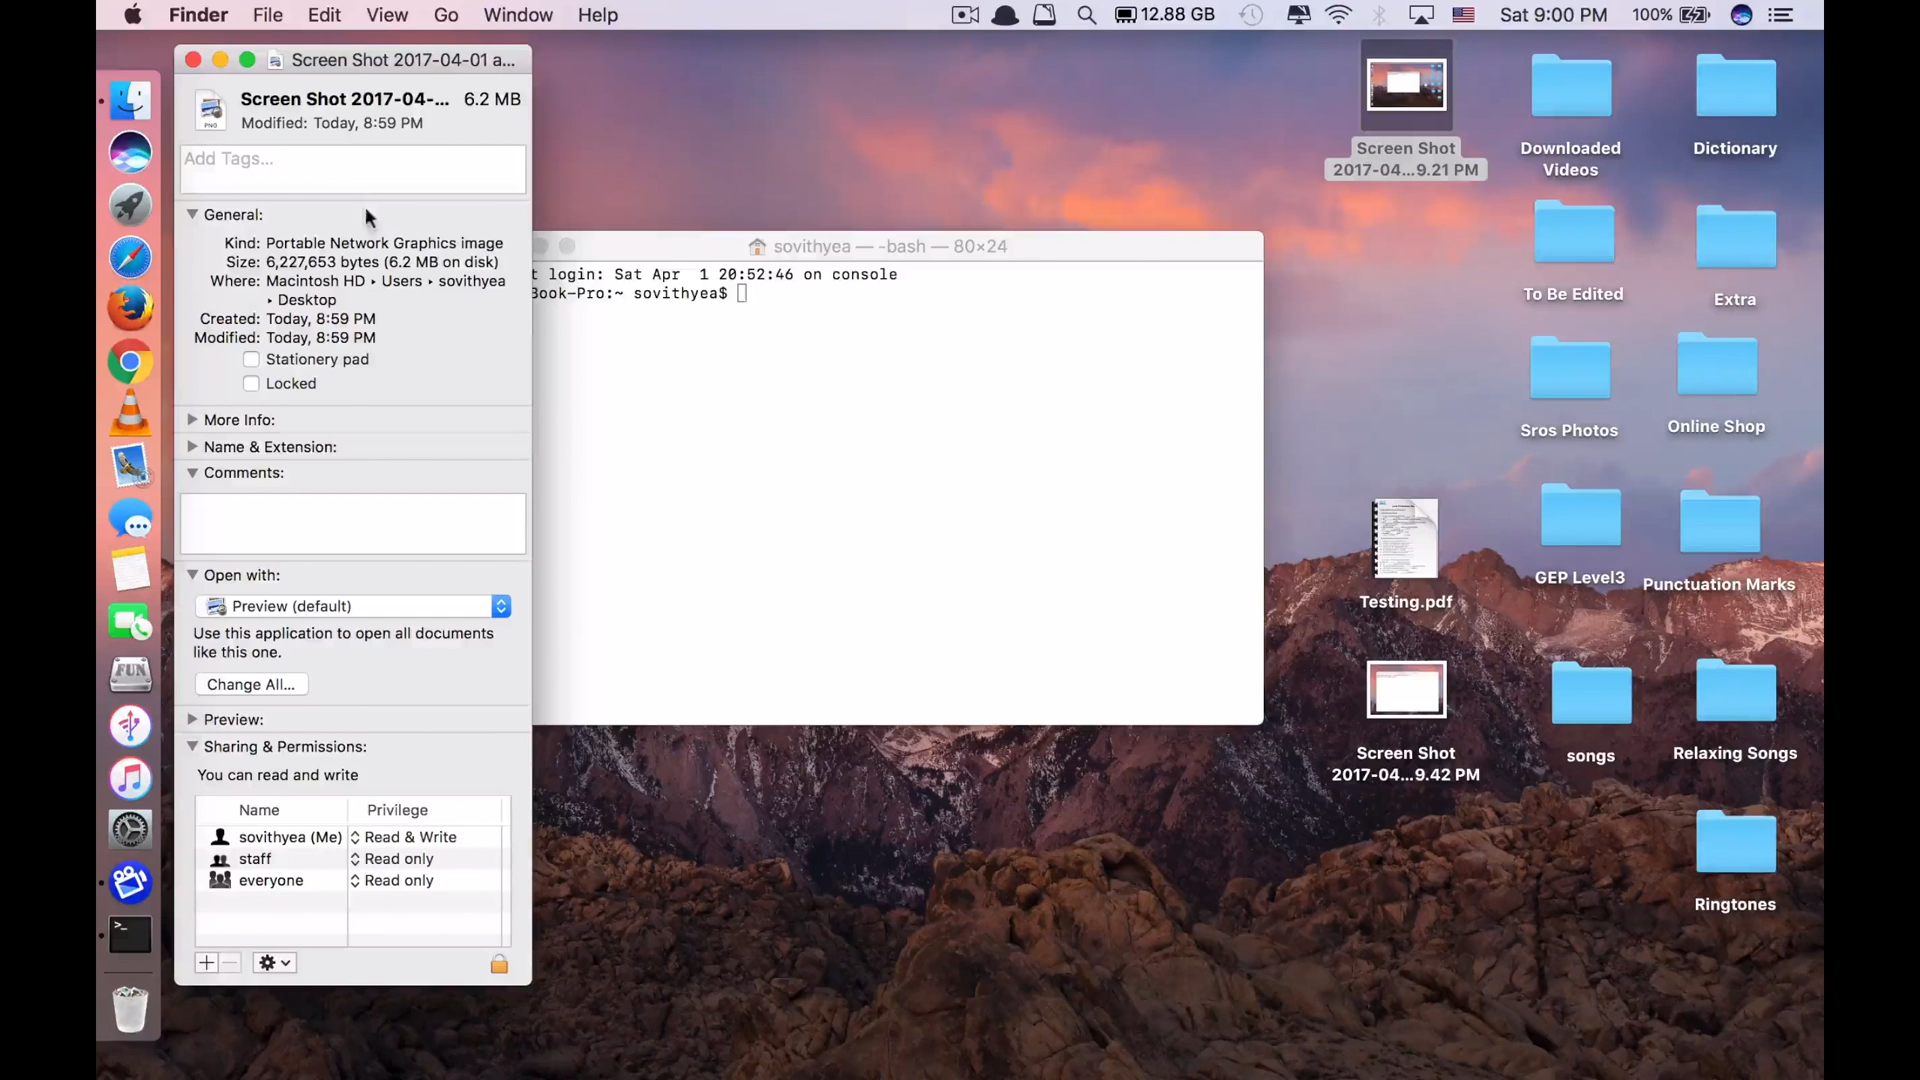 Finder File Edit View Go Window Help
12.88 GB
Sat 9:00 PM 100%
Screen Shot 2017-04-01 a...
Screen Shot 2017-04-... 6.2 MB
Modified: Today, 8:59 PM
PNG
Add Tags...
General:
Kind: Portable Network Graphics image
Size: 6,227,653 bytes (6.2 MB on disk)
Where: Macintosh HD ▸ Users ▸ sovithyea
▸ Desktop
Created: Today, 8:59 PM
Modified: Today, 8:59 PM
Stationery pad
Locked
More Info:
Name & Extension:
Comments:
Open with:
Preview (default)
Use this application to open all documents
like this one.
Change All...
Preview:
Sharing & Permissions:
You can read and write
Name Privilege
sovithyea (Me) Read & Write
staff Read only
everyone Read only
FUN
sovithyea — -bash — 80×24
t login: Sat Apr  1 20:52:46 on console
Book-Pro:~ sovithyea$
Screen Shot
2017-04...9.21 PM
Downloaded
Videos
Dictionary
To Be Edited
Extra
Sros Photos
Online Shop
Testing.pdf
GEP Level3
Punctuation Marks
Screen Shot
2017-04...9.42 PM
songs
Relaxing Songs
Ringtones